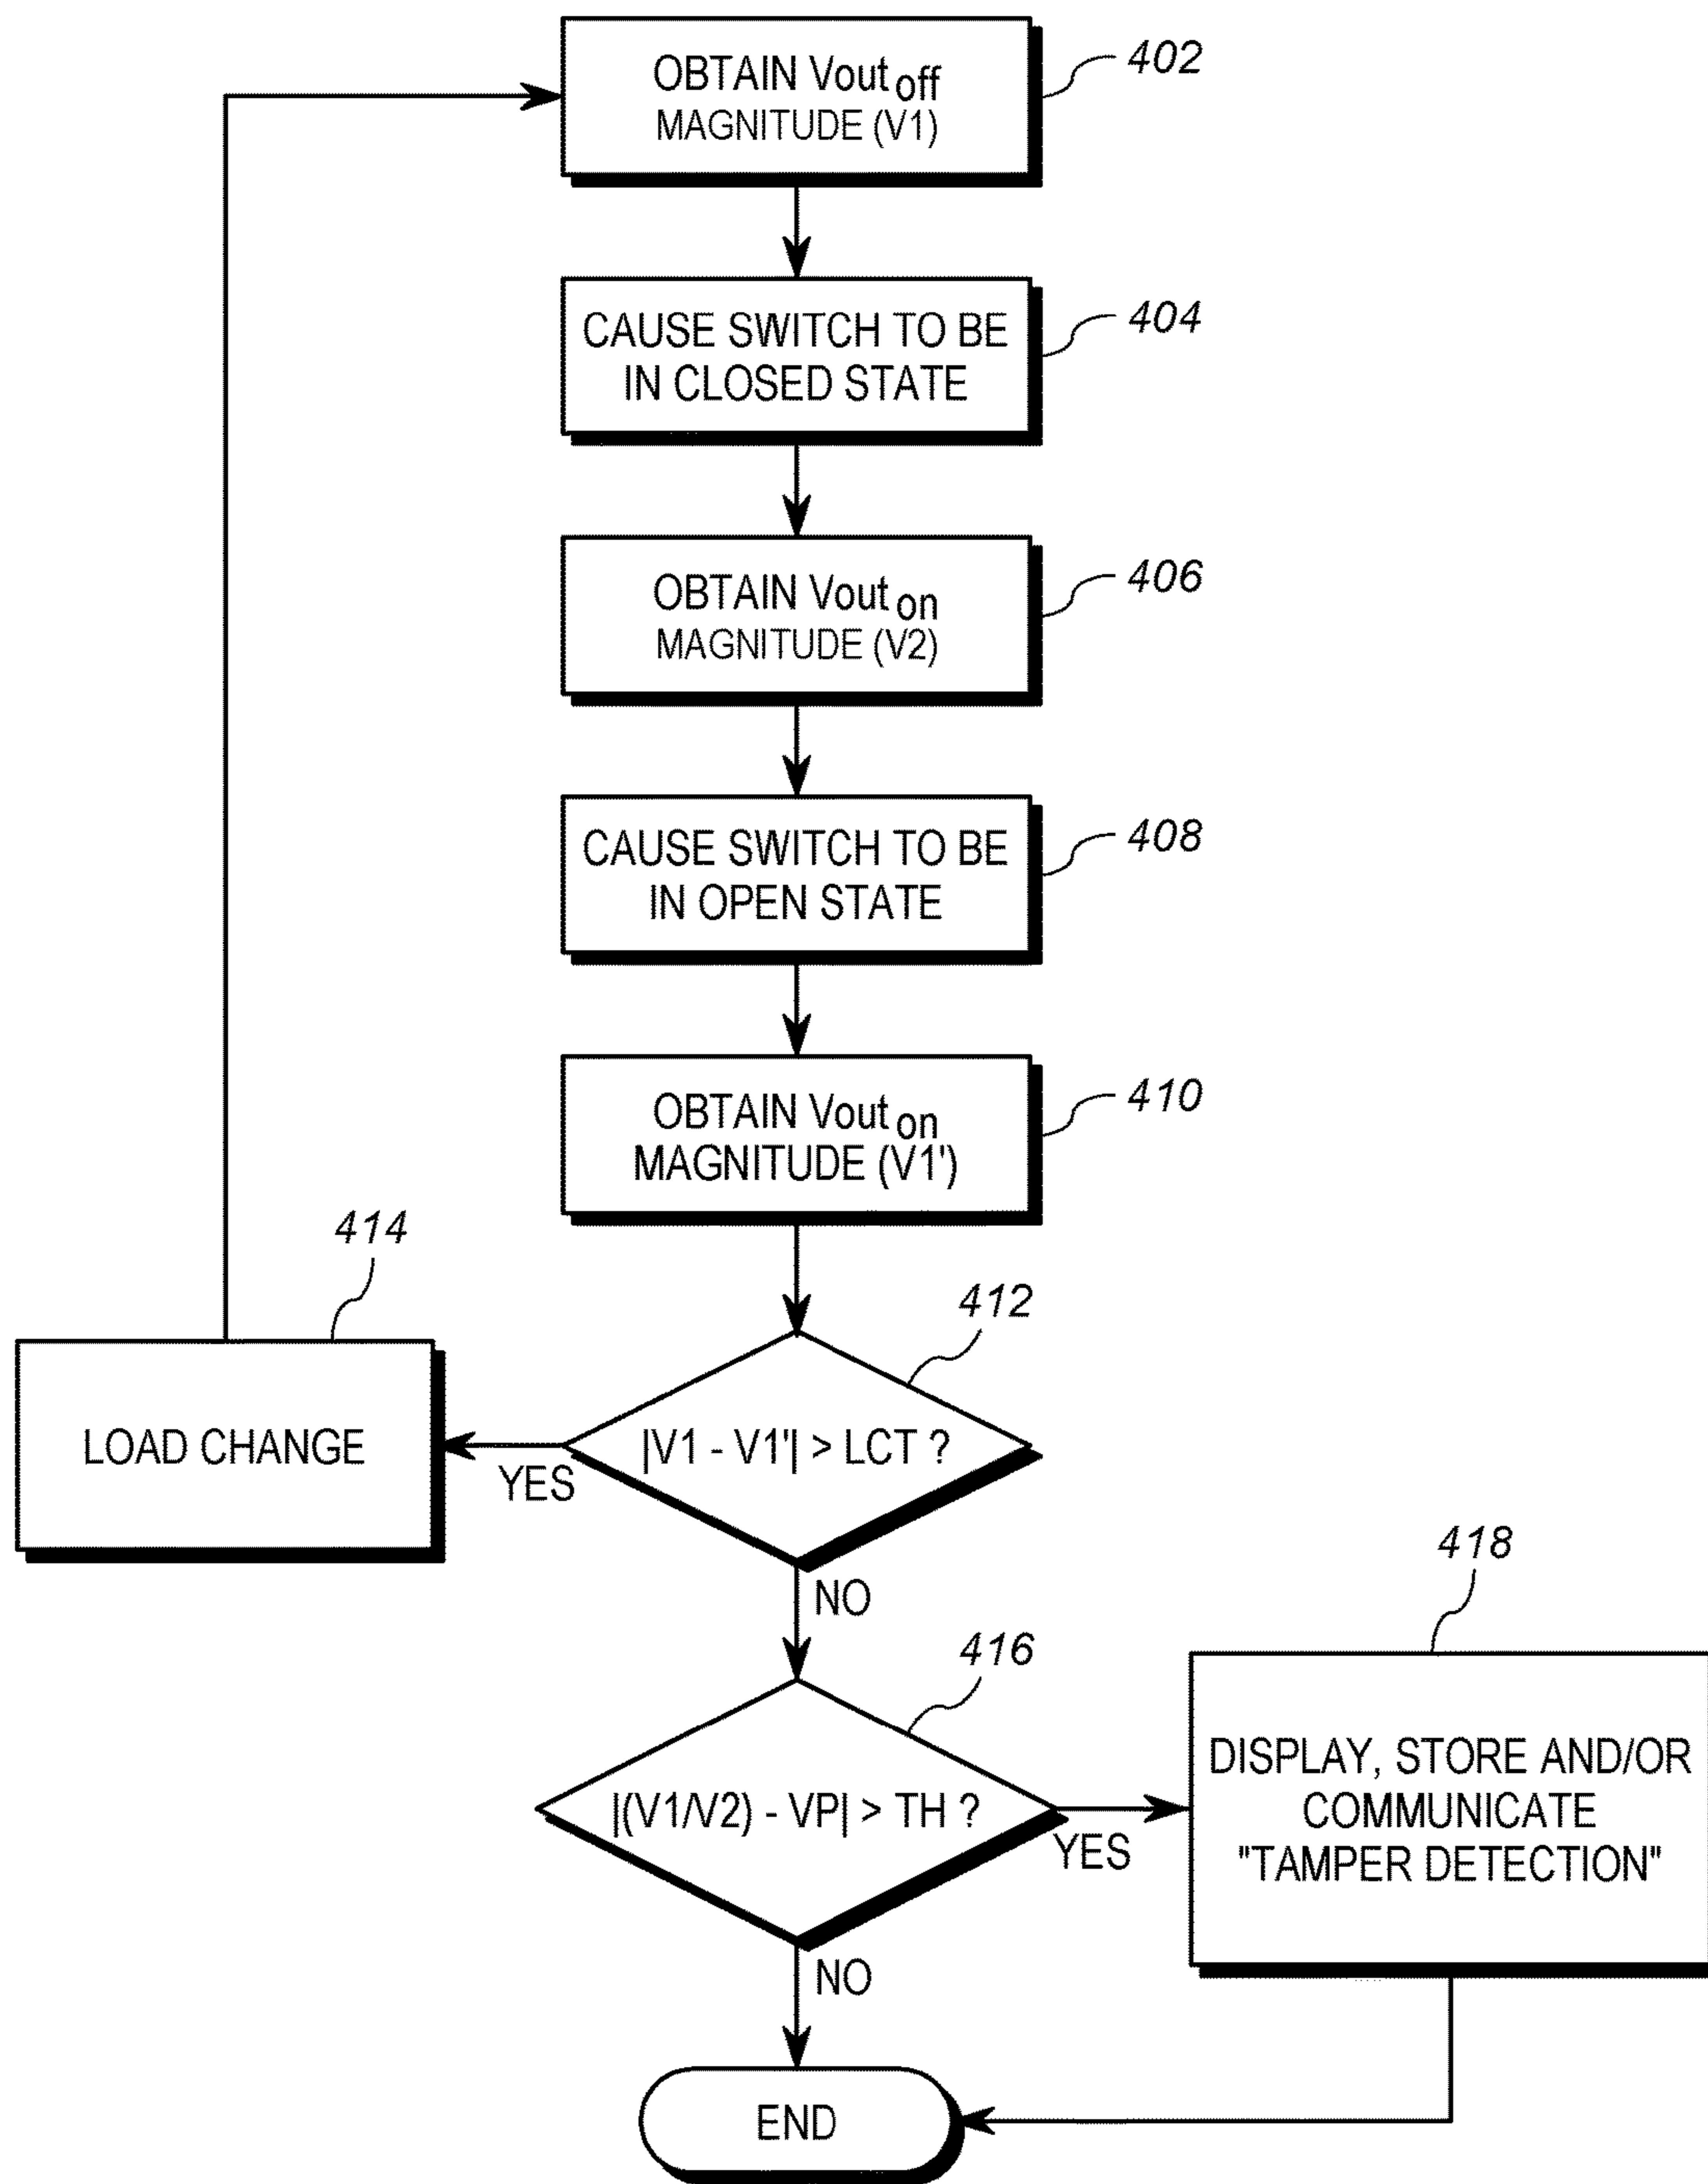 OBTAIN Vout off
MAGNITUDE (V1)
402
CAUSE SWITCH TO BE
IN CLOSED STATE
404
OBTAIN Vout on
MAGNITUDE (V2)
406
CAUSE SWITCH TO BE
IN OPEN STATE
408
OBTAIN Vout on
MAGNITUDE (V1')
410
414
LOAD CHANGE
412
|V1 - V1'| > LCT ?
YES
NO
416
|(V1/V2) - VP| > TH ?
YES
NO
418
DISPLAY, STORE AND/OR
COMMUNICATE
"TAMPER DETECTION"
END